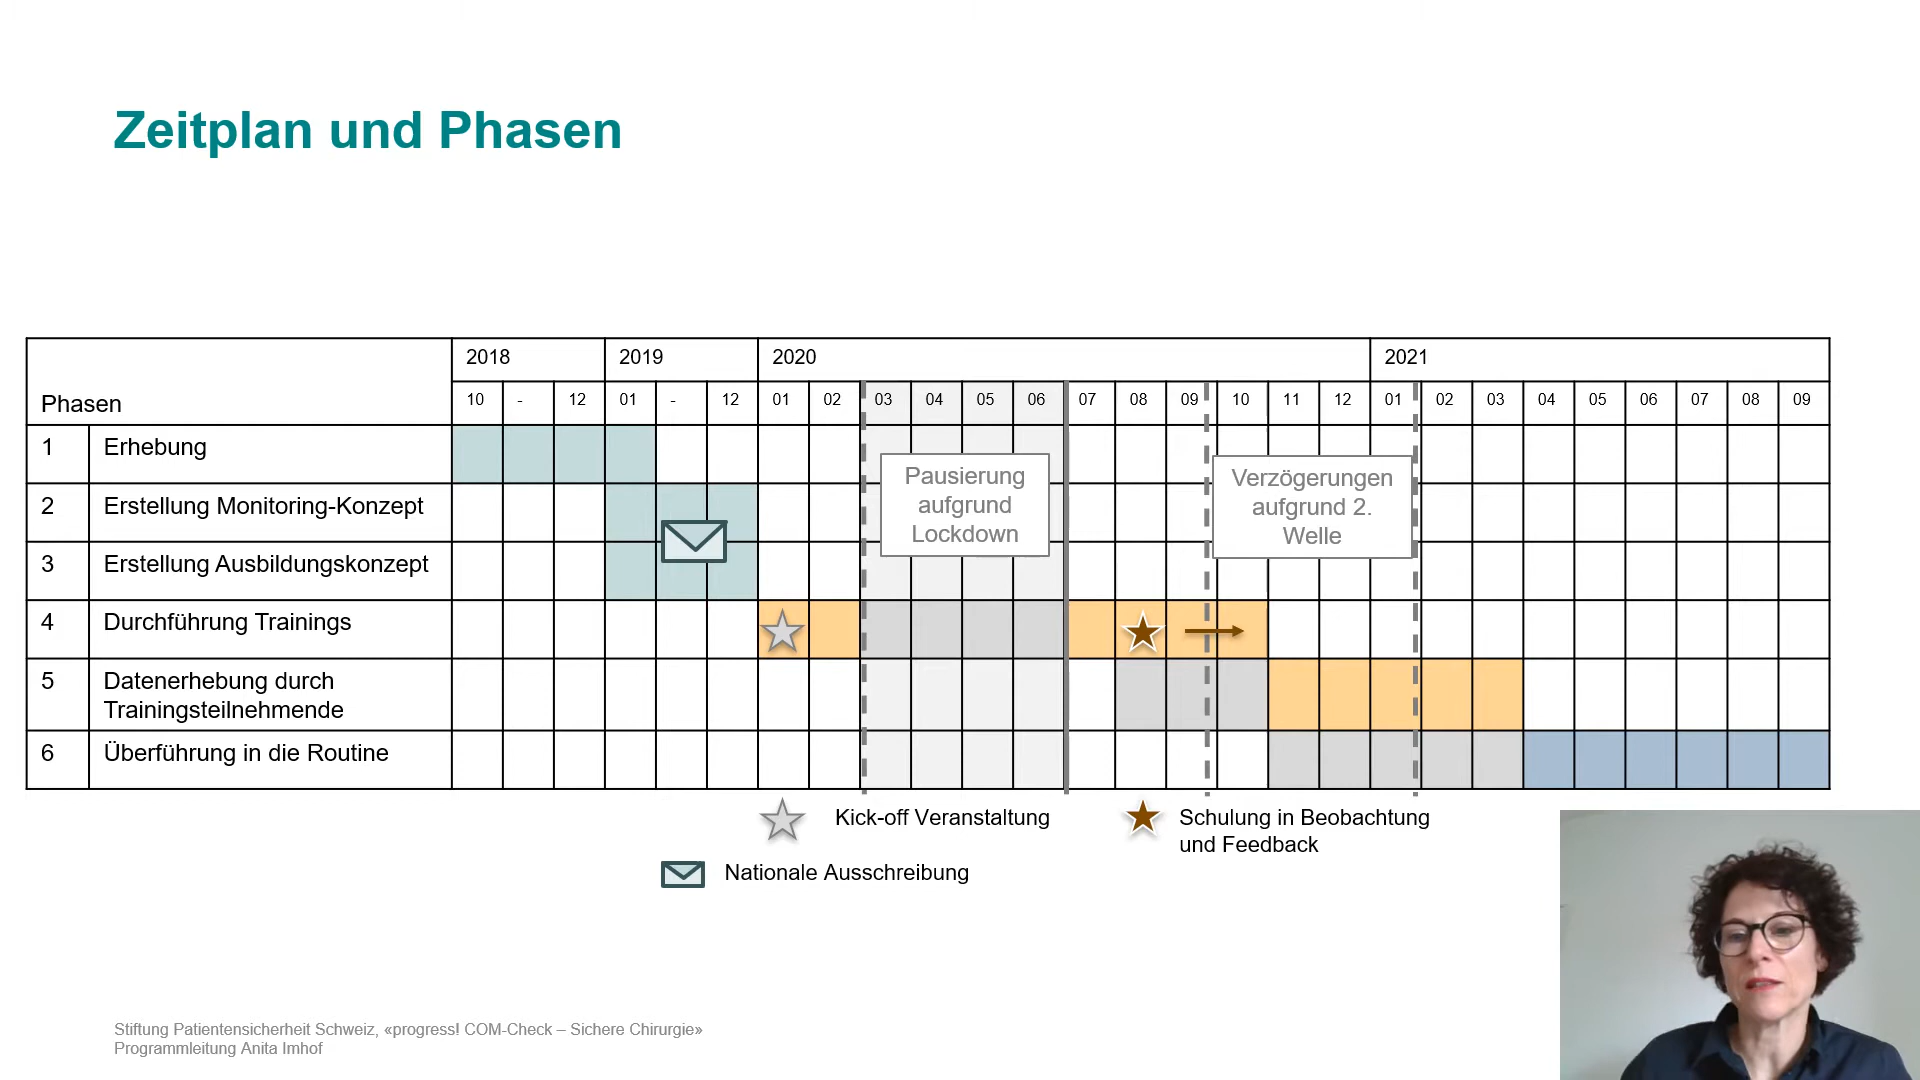 Zeitplan und Phasen
Phasen
2018 2019 2020 2021
10 - 12 01 - 12 01 02 03 04 05 06 07 08 09 10 11 12 01 02 03 04 05 06 07 08 09
1 Erhebung
2 Erstellung Monitoring-Konzept
3 Erstellung Ausbildungskonzept
4 Durchführung Trainings
5 Datenerhebung durch
Trainingsteilnehmende
6 Überführung in die Routine
Pausierung
aufgrund
Lockdown
Verzögerungen
aufgrund 2.
Welle
Kick-off Veranstaltung
Schulung in Beobachtung
und Feedback
Nationale Ausschreibung
Stiftung Patientensicherheit Schweiz, «progress! COM-Check – Sichere Chirurgie»
Programmleitung Anita Imhof